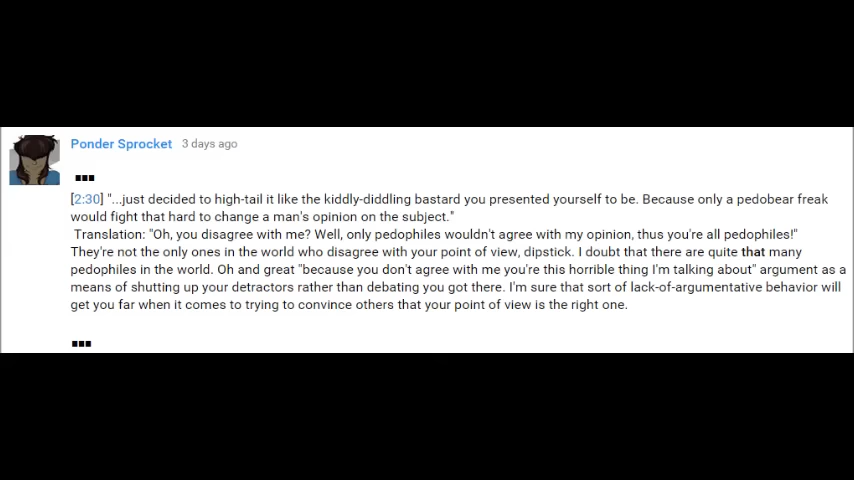 Ponder Sprocket 3 days ago
...
[2:30] "...just decided to high-tail it like the kiddly-diddling bastard you presented yourself to be. Because only a pedobear freak
would fight that hard to change a man's opinion on the subject."
Translation: "Oh, you disagree with me? Well, only pedophiles wouldn't agree with my opinion, thus you're all pedophiles!"
They're not the only ones in the world who disagree with your point of view, dipstick. I doubt that there are quite that many
pedophiles in the world. Oh and great "because you don't agree with me you're this horrible thing I'm talking about" argument as a
means of shutting up your detractors rather than debating you got there. I'm sure that sort of lack-of-argumentative behavior will
get you far when it comes to trying to convince others that your point of view is the right one.
...